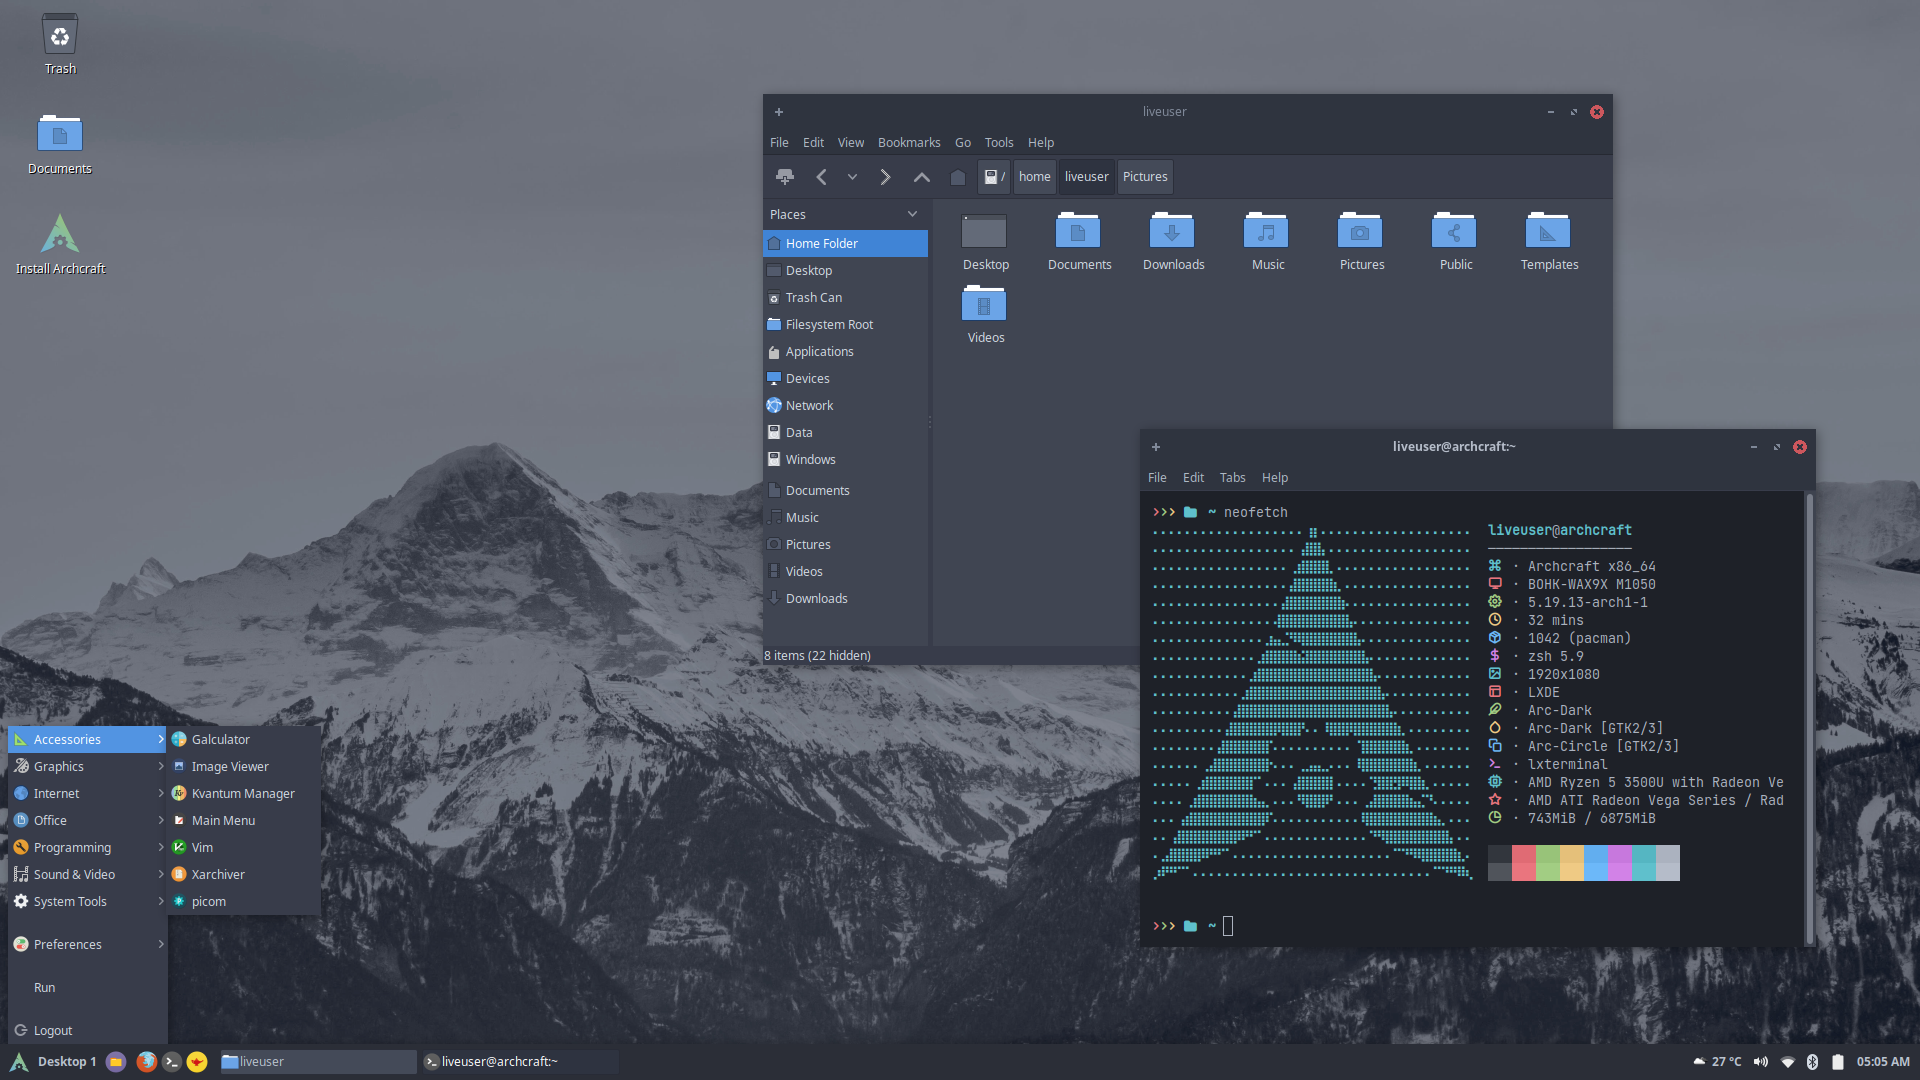 Trash
Documents
Install Archcraft
liveuser
File Edit View Bookmarks Go Tools Help
/ home liveuser Pictures
Places
Home Folder
Desktop
Trash Can
Filesystem Root
Applications
Devices
Network
Data
Windows
Documents
Music
Pictures
Videos
Downloads
Desktop Documents Downloads Music Pictures Public Templates
Videos
8 items (22 hidden)
liveuser@archcraft:~
File Edit Tabs Help
>>> ~ neofetch
liveuser@archcraft
· Archcraft x86_64
· BOHK-WAX9X M1050
· 5.19.13-arch1-1
· 32 mins
· 1042 (pacman)
· zsh 5.9
· 1920x1080
· LXDE
· Arc-Dark
· Arc-Dark [GTK2/3]
· Arc-Circle [GTK2/3]
· lxterminal
· AMD Ryzen 5 3500U with Radeon Ve
· AMD ATI Radeon Vega Series / Rad
· 743MiB / 6875MiB
>>> ~
Accessories
Graphics
Internet
Office
Programming
Sound & Video
System Tools
Preferences
Run
Logout
Galculator
Image Viewer
Kvantum Manager
Main Menu
Vim
Xarchiver
picom
Desktop 1 liveuser liveuser@archcraft:~ 27 °C 05:05 AM